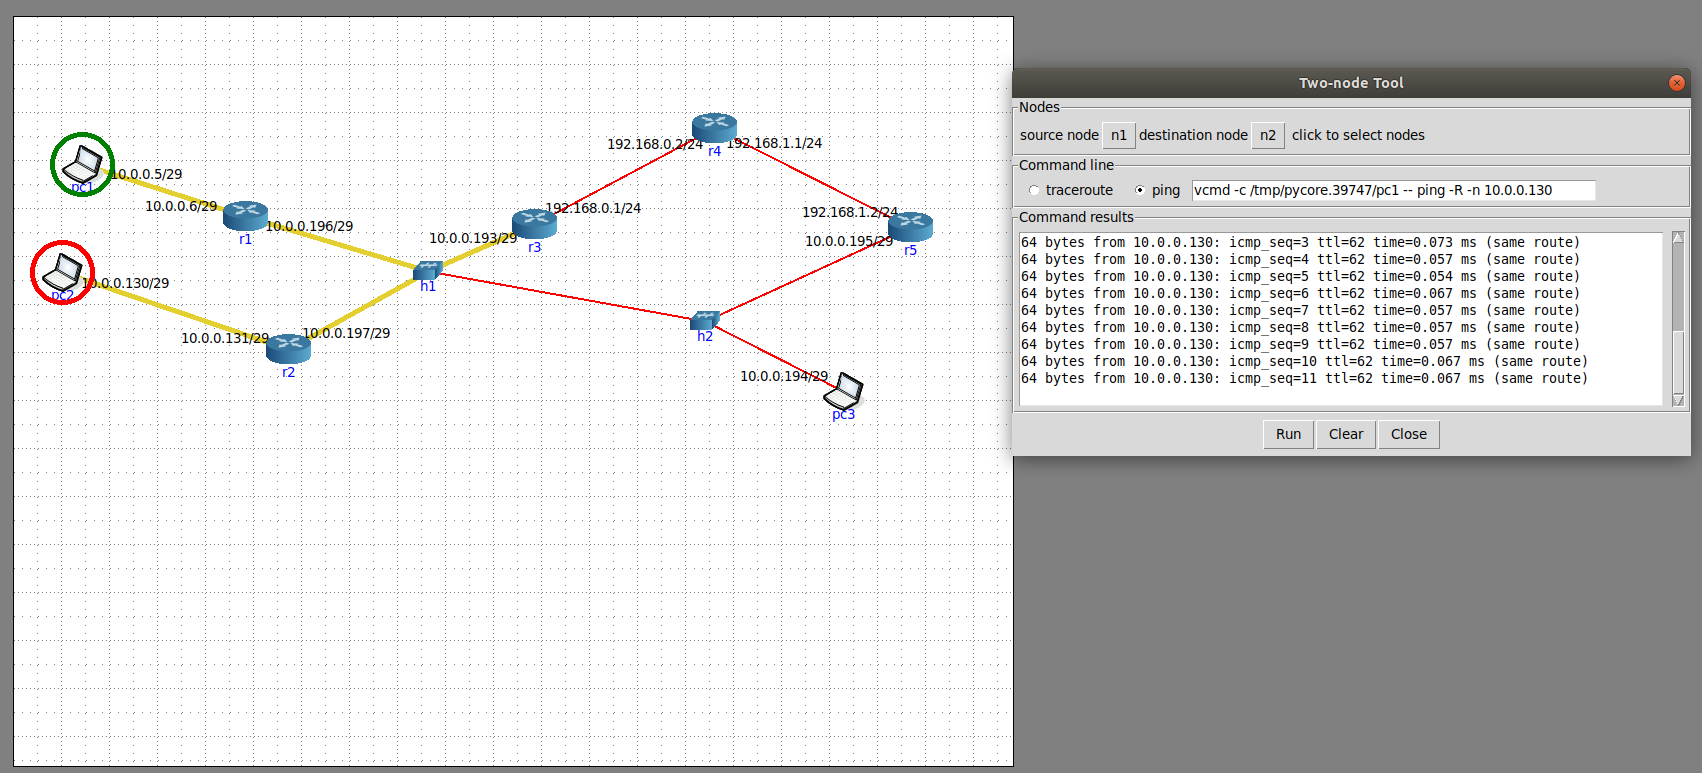 Two-node Tool
Nodes
source node n1 destination node n2 click to select nodes
Command line
traceroute ping vcmd -c /tmp/pycore.39747/pc1 -- ping -R -n 10.0.0.130
Command results
64 bytes from 10.0.0.130: icmp_seq=3 ttl=62 time=0.073 ms (same route)
64 bytes from 10.0.0.130: icmp_seq=4 ttl=62 time=0.057 ms (same route)
64 bytes from 10.0.0.130: icmp_seq=5 ttl=62 time=0.054 ms (same route)
64 bytes from 10.0.0.130: icmp_seq=6 ttl=62 time=0.067 ms (same route)
64 bytes from 10.0.0.130: icmp_seq=7 ttl=62 time=0.057 ms (same route)
64 bytes from 10.0.0.130: icmp_seq=8 ttl=62 time=0.057 ms (same route)
64 bytes from 10.0.0.130: icmp_seq=9 ttl=62 time=0.057 ms (same route)
64 bytes from 10.0.0.130: icmp_seq=10 ttl=62 time=0.067 ms (same route)
64 bytes from 10.0.0.130: icmp_seq=11 ttl=62 time=0.067 ms (same route)
Run Clear Close
192.168.0.2/24
192.168.1.1/24
r4
10.0.0.5/29
pc1
10.0.0.6/29
r1
10.0.0.196/29
192.168.0.1/24
10.0.0.193/29
r3
192.168.1.2/24
10.0.0.195/29
r5
10.0.0.130/29
pc2
h1
10.0.0.131/29
10.0.0.197/29
r2
h2
10.0.0.194/29
pc3